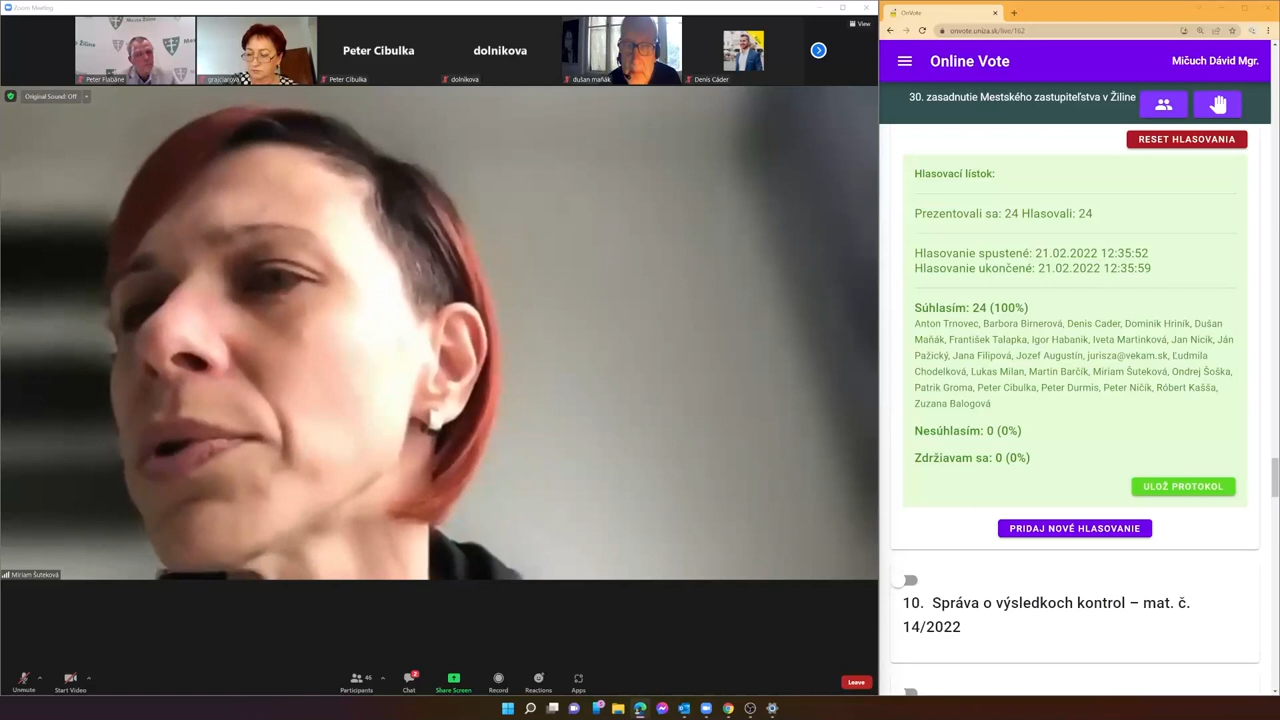 Zoom Meeting
View
Peter Flabáne
grajciarova
Peter Cibulka
Peter Cibulka
dolnikova
dolnikova
dušan maňák
Denis Cáder
Original Sound: Off
Miriam Šuteková
Unmute
Start Video
46
Participants
2
Chat
Share Screen
Record
Reactions
Apps
Leave
OnVote
onvote.uniza.sk/live/162
Online Vote
Mičuch Dávid Mgr.
30. zasadnutie Mestského zastupiteľstva v Žiline
RESET HLASOVANIA
Hlasovací lístok:
Prezentovali sa: 24 Hlasovali: 24
Hlasovanie spustené: 21.02.2022 12:35:52
Hlasovanie ukončené: 21.02.2022 12:35:59
Súhlasím: 24 (100%)
Anton Trnovec, Barbora Birnerová, Denis Cader, Dominik Hriník, Dušan
Maňák, František Talapka, Igor Habanik, Iveta Martinková, Jan Nicik, Ján
Pažický, Jana Filipová, Jozef Augustín, jurisza@vekam.sk, Ľudmila
Chodelková, Lukas Milan, Martin Barčík, Miriam Šuteková, Ondrej Šoška,
Patrik Groma, Peter Cibulka, Peter Durmis, Peter Ničík, Róbert Kašša,
Zuzana Balogová
Nesúhlasím: 0 (0%)
Zdržiavam sa: 0 (0%)
ULOŽ PROTOKOL
PRIDAJ NOVÉ HLASOVANIE
10. Správa o výsledkoch kontrol – mat. č.
14/2022